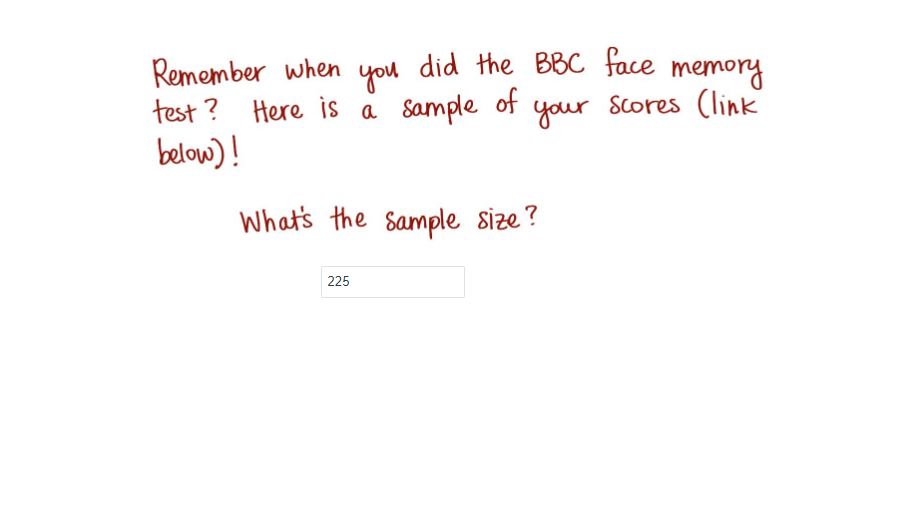 Remember when you did the BBC face memory
test? Here is a sample of your scores (link
below)!
What's the sample size?
225